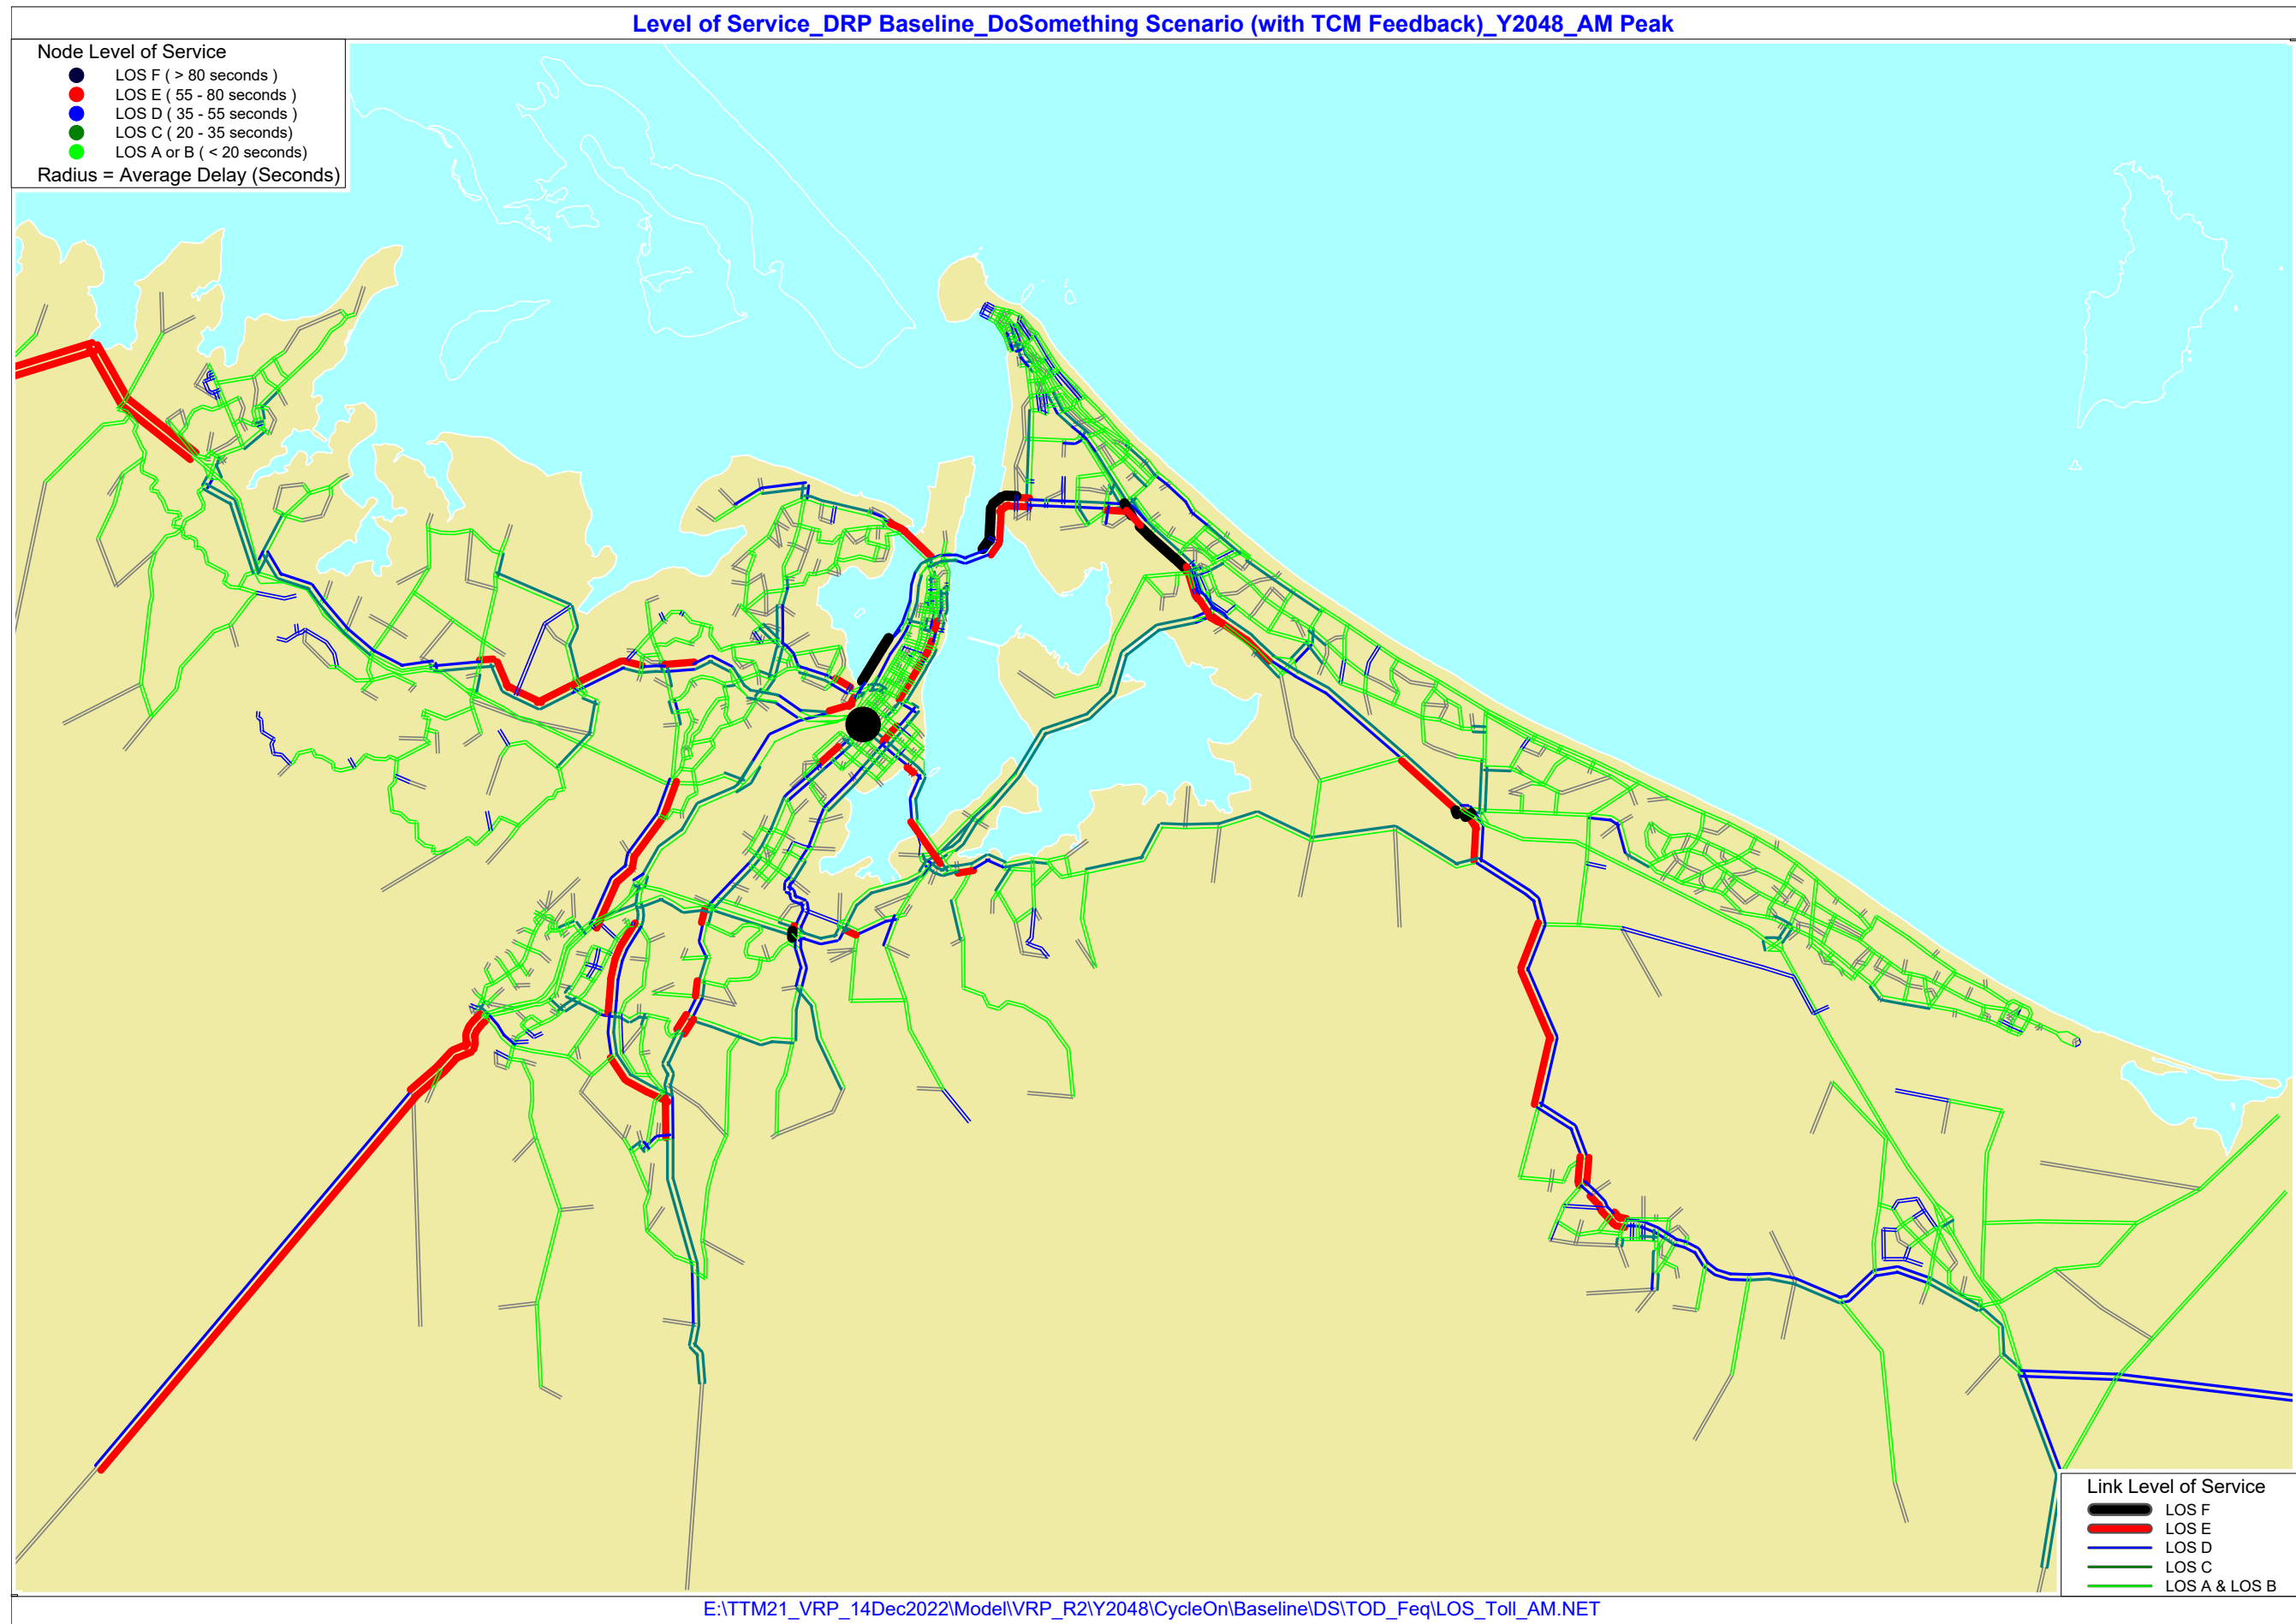 Level of Service_DRP Baseline_DoSomething Scenario (with TCM Feedback)_Y2048_AM Peak
Node Level of Service
LOS F ( > 80 seconds )
LOS E ( 55 - 80 seconds )
LOS D ( 35 - 55 seconds )
LOS C ( 20 - 35 seconds)
LOS A or B ( < 20 seconds)
Radius = Average Delay (Seconds)
Link Level of Service
LOS F
LOS E
LOS D
LOS C
LOS A & LOS B
E:\TTM21_VRP_14Dec2022\Model\VRP_R2\Y2048\CycleOn\Baseline\DS\TOD_Feq\LOS_Toll_AM.NET